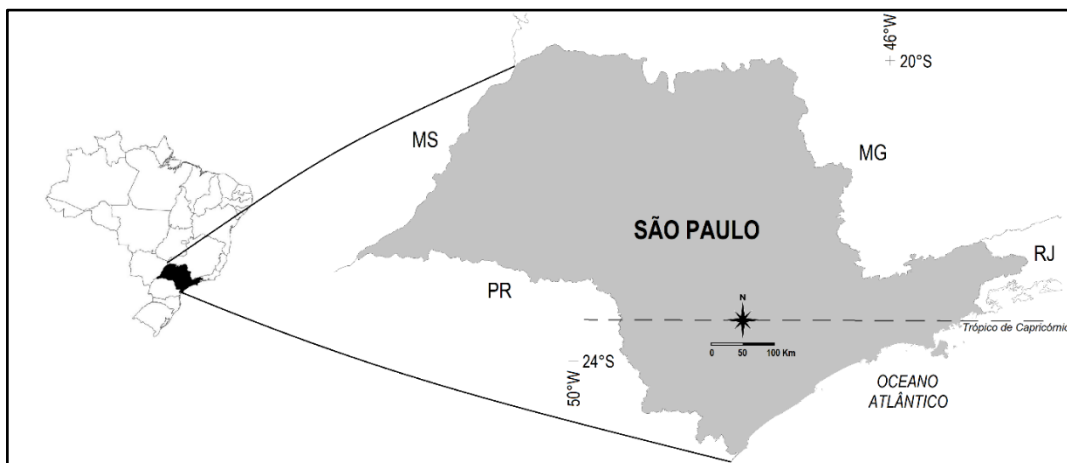 46°W
20°S
MS
MG
SÃO PAULO
RJ
PR
N
Trópico de Capricórnio
0 50 100 Km
24°S
50°W
OCEANO
ATLÂNTICO